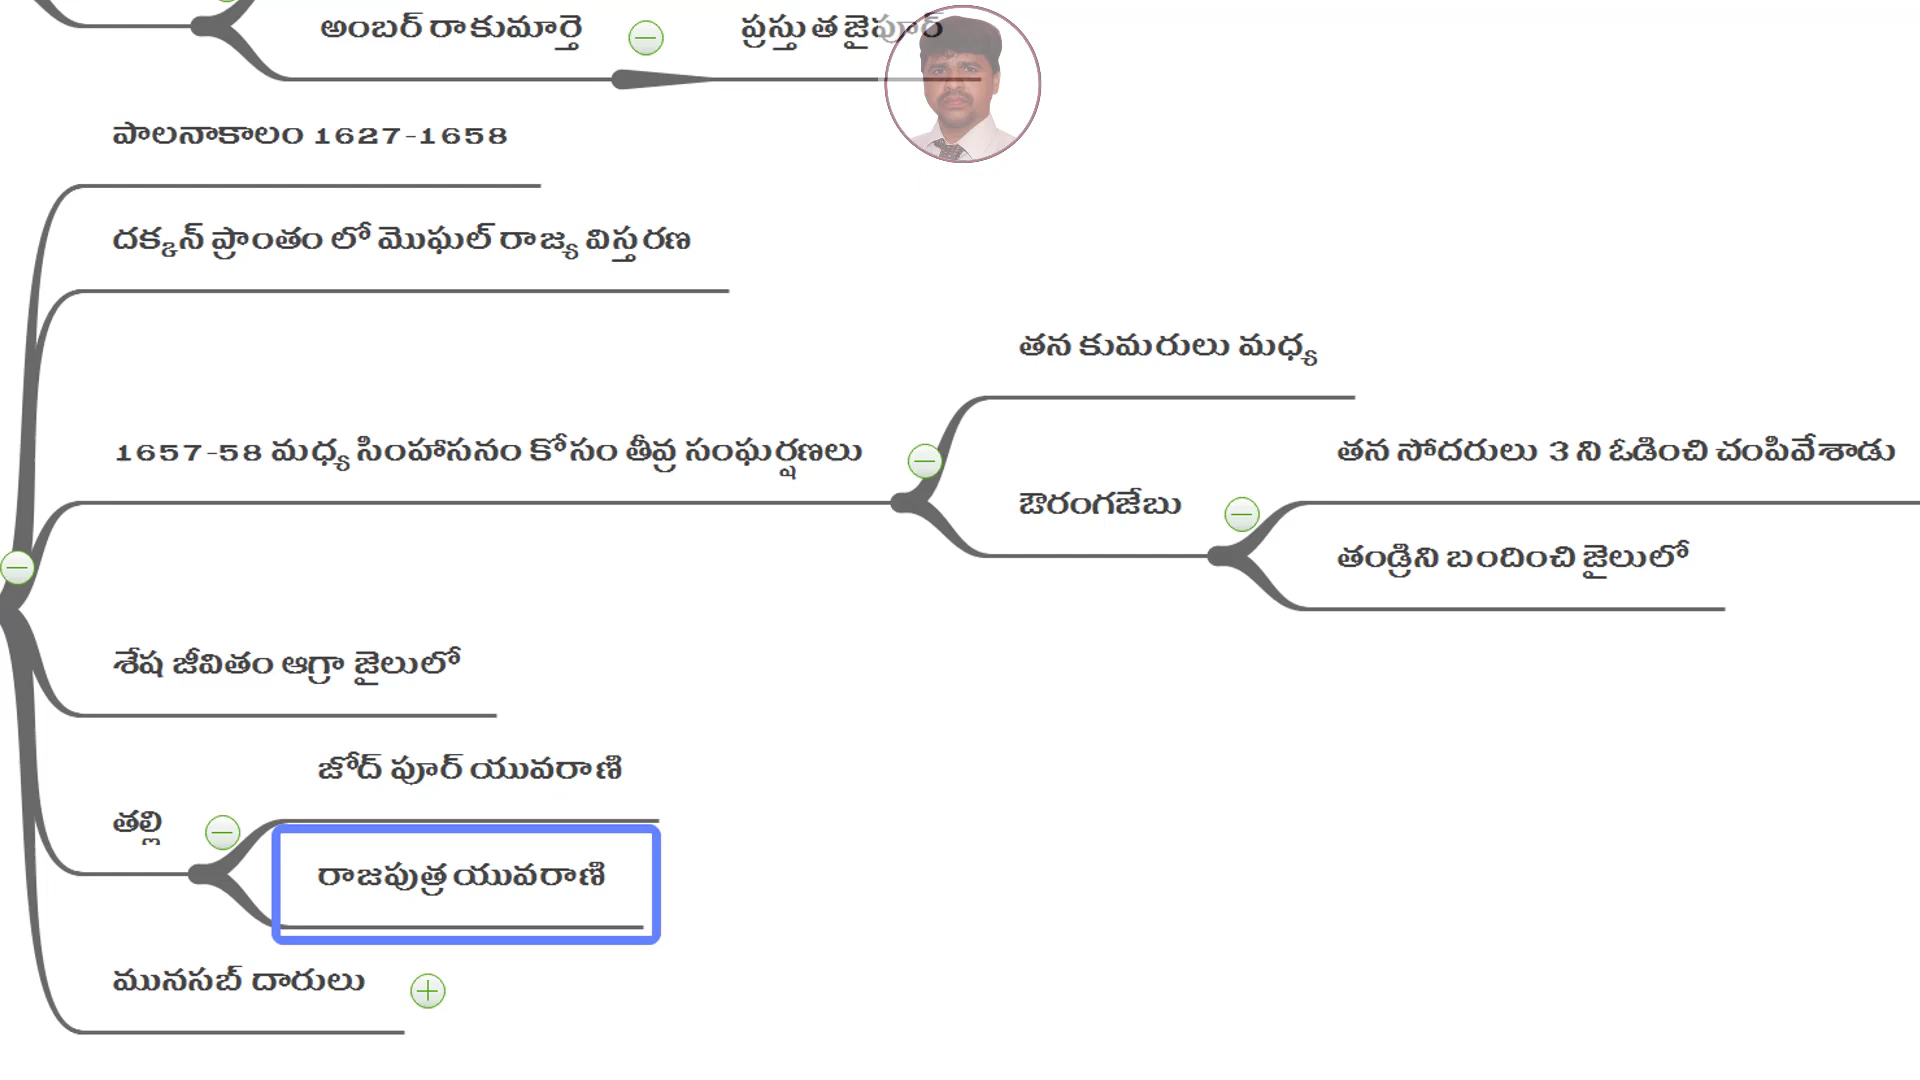 అంబర్ రాకుమార్తె
ప్రస్తుత జైపూర్
పాలనాకాలం 1627-1658
దక్కన్ ప్రాంతం లో మొఘల్ రాజ్య విస్తరణ
తన కుమరులు మధ్య
1657-58 మధ్య సింహాసనం కోసం తీవ్ర సంఘర్షణలు
తన సోదరులు 3 ని ఓడించి చంపివేశాడు
ఔరంగజేబు
తండ్రిని బందించి జైలులో
శేష జీవితం ఆగ్రా జైలులో
జోద్ పూర్ యువరాణి
తల్లి
రాజపుత్ర యువరాణి
మునసబ్ దారులు